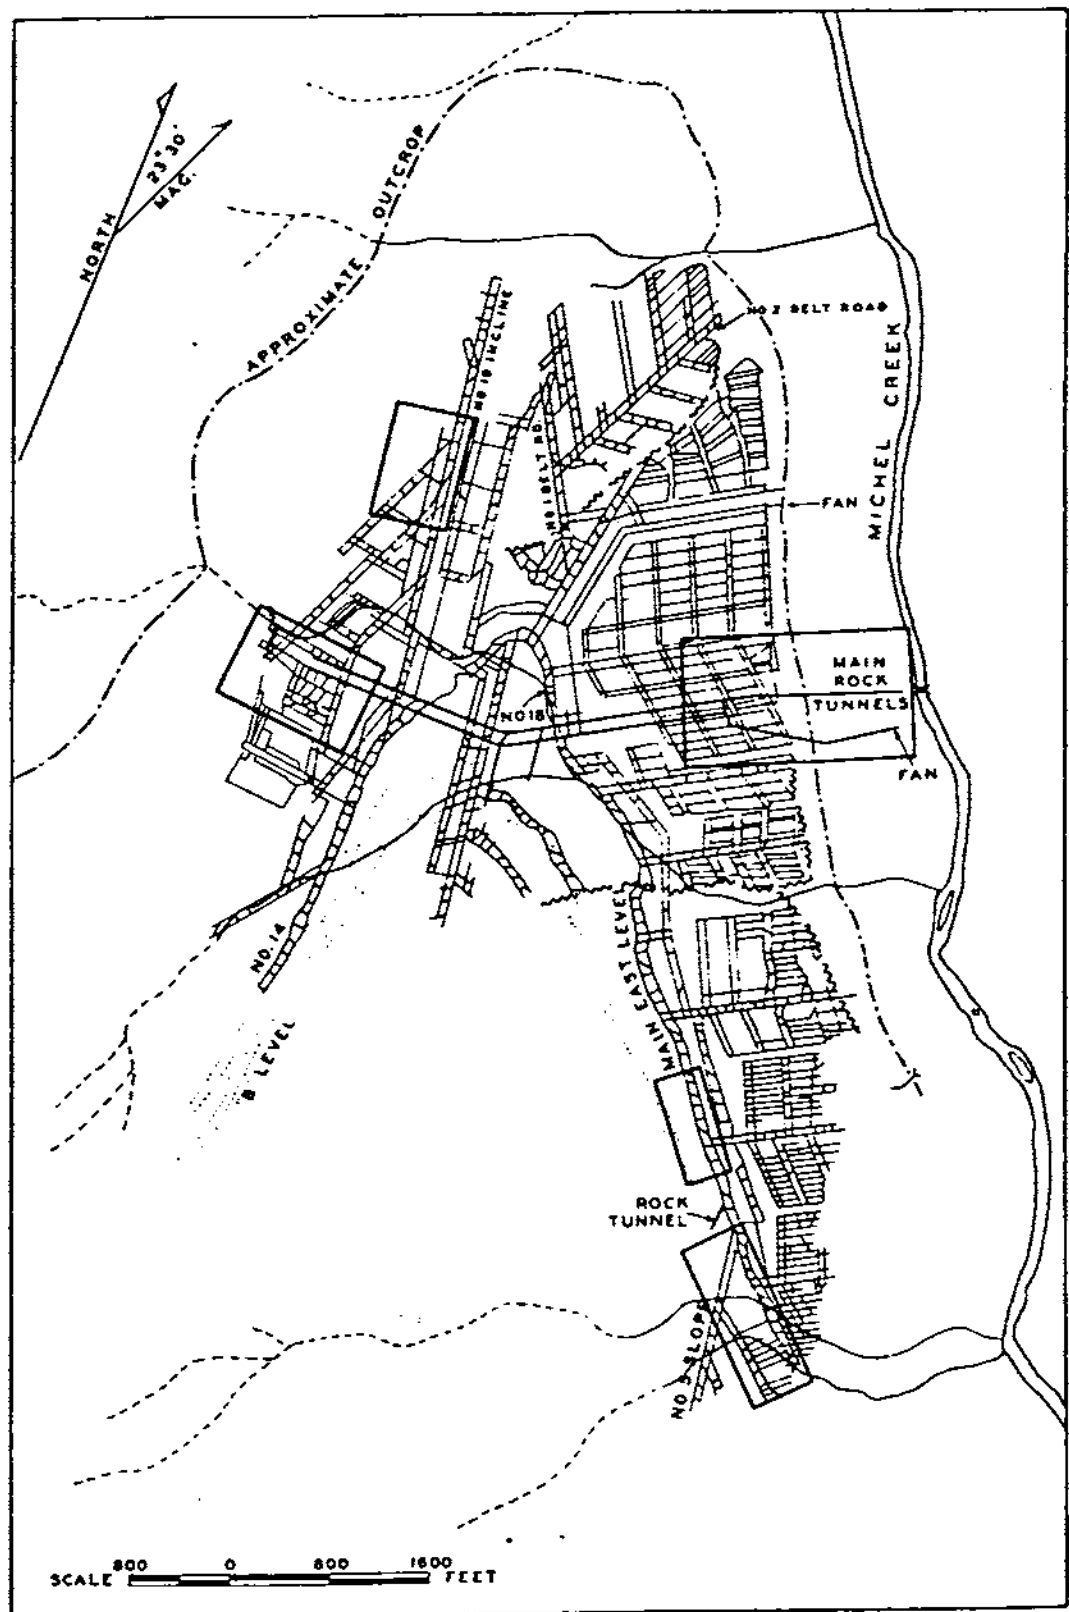 NORTH
23° 30'
MAG.
APPROXIMATE OUTCROP
NO 10 INCLINE
NO 1 BELT RD.
NO. 2 BELT ROAD
MICHEL CREEK
FAN
MAIN
ROCK
TUNNELS
NO 18
FAN
NO. 14
MAIN EAST LEVEL
B LEVEL
ROCK
TUNNEL
NO 3 SLOPE
800 0 800 1600
SCALE FEET